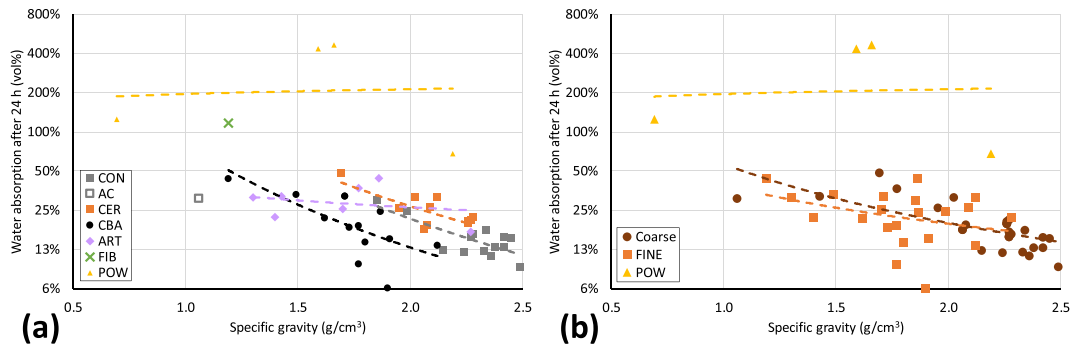 800%
400%
200%
100%
50%
25%
13%
6%
Water absorption after 24 h (vol%)
CON
AC
CER
CBA
ART
FIB
POW
0.5 1.0 1.5 2.0 2.5
Specific gravity (g/cm³)
(a)
800%
400%
200%
100%
50%
25%
13%
6%
Water absorption after 24 h (vol%)
Coarse
FINE
POW
0.5 1.0 1.5 2.0 2.5
Specific gravity (g/cm³)
(b)